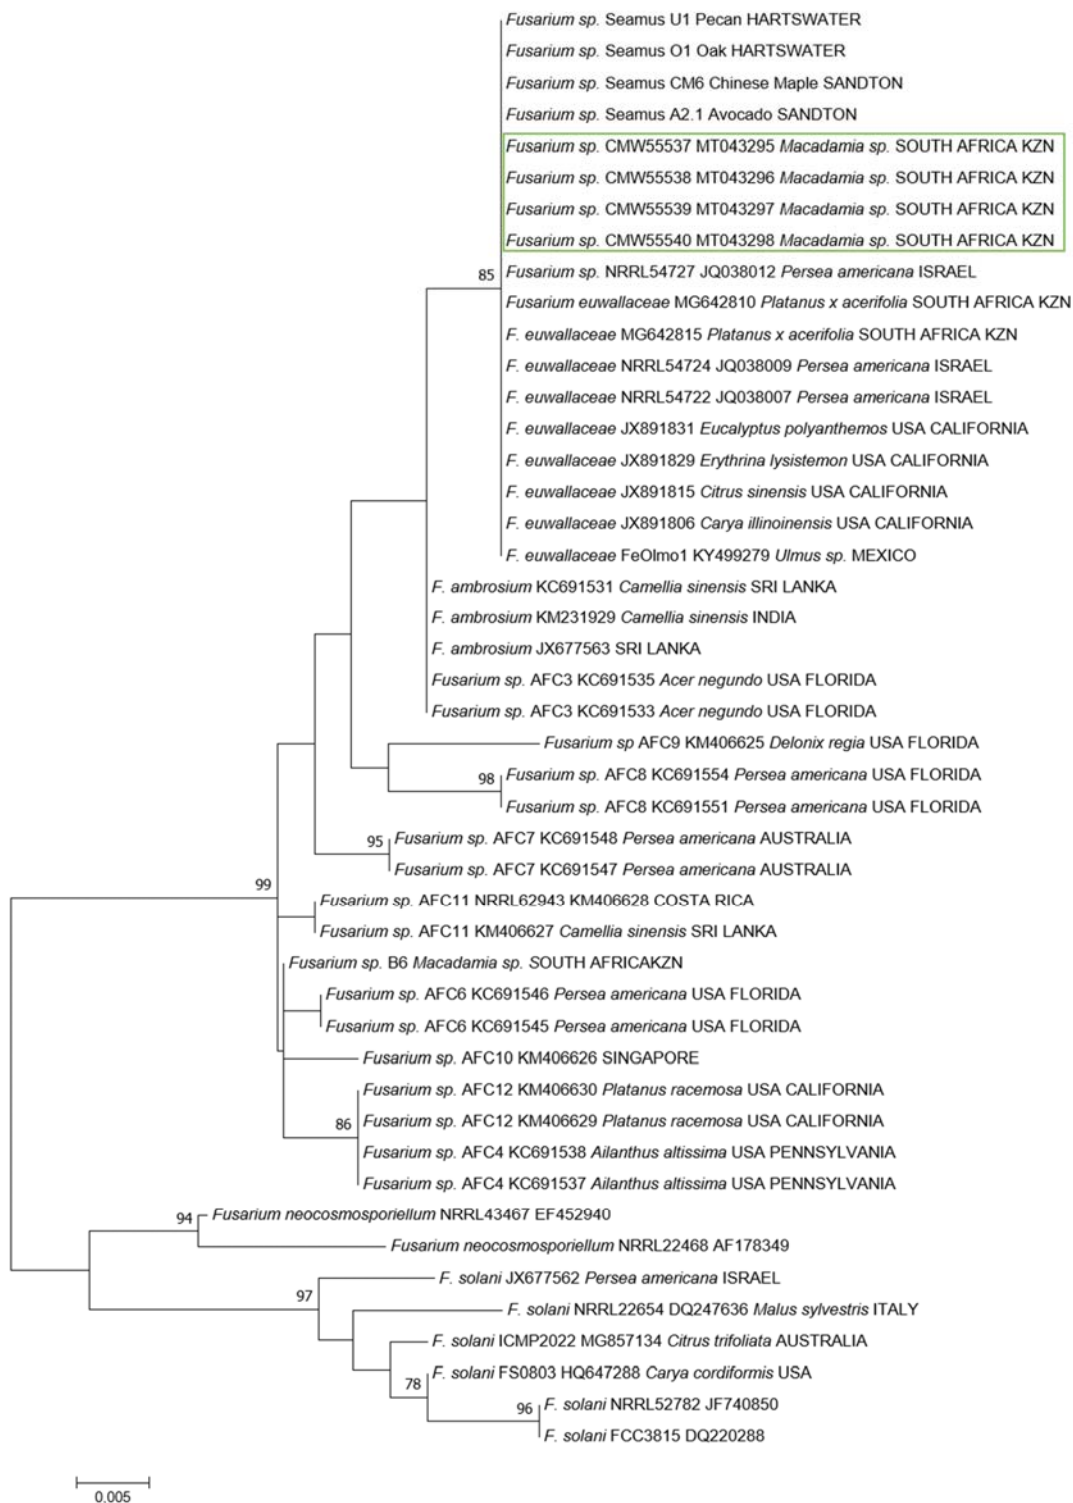 Fusarium sp. Seamus U1 Pecan HARTSWATER
Fusarium sp. Seamus O1 Oak HARTSWATER
Fusarium sp. Seamus CM6 Chinese Maple SANDTON
Fusarium sp. Seamus A2.1 Avocado SANDTON
Fusarium sp. CMW55537 MT043295 Macadamia sp. SOUTH AFRICA KZN
Fusarium sp. CMW55538 MT043296 Macadamia sp. SOUTH AFRICA KZN
Fusarium sp. CMW55539 MT043297 Macadamia sp. SOUTH AFRICA KZN
Fusarium sp. CMW55540 MT043298 Macadamia sp. SOUTH AFRICA KZN
85 Fusarium sp. NRRL54727 JQ038012 Persea americana ISRAEL
Fusarium euwallaceae MG642810 Platanus x acerifolia SOUTH AFRICA KZN
F. euwallaceae MG642815 Platanus x acerifolia SOUTH AFRICA KZN
F. euwallaceae NRRL54724 JQ038009 Persea americana ISRAEL
F. euwallaceae NRRL54722 JQ038007 Persea americana ISRAEL
F. euwallaceae JX891831 Eucalyptus polyanthemos USA CALIFORNIA
F. euwallaceae JX891829 Erythrina lysistemon USA CALIFORNIA
F. euwallaceae JX891815 Citrus sinensis USA CALIFORNIA
F. euwallaceae JX891806 Carya illinoinensis USA CALIFORNIA
F. euwallaceae FeOlmo1 KY499279 Ulmus sp. MEXICO
F. ambrosium KC691531 Camellia sinensis SRI LANKA
F. ambrosium KM231929 Camellia sinensis INDIA
F. ambrosium JX677563 SRI LANKA
Fusarium sp. AFC3 KC691535 Acer negundo USA FLORIDA
Fusarium sp. AFC3 KC691533 Acer negundo USA FLORIDA
Fusarium sp AFC9 KM406625 Delonix regia USA FLORIDA
98 Fusarium sp. AFC8 KC691554 Persea americana USA FLORIDA
Fusarium sp. AFC8 KC691551 Persea americana USA FLORIDA
95 Fusarium sp. AFC7 KC691548 Persea americana AUSTRALIA
Fusarium sp. AFC7 KC691547 Persea americana AUSTRALIA
99
Fusarium sp. AFC11 NRRL62943 KM406628 COSTA RICA
Fusarium sp. AFC11 KM406627 Camellia sinensis SRI LANKA
Fusarium sp. B6 Macadamia sp. SOUTH AFRICAKZN
Fusarium sp. AFC6 KC691546 Persea americana USA FLORIDA
Fusarium sp. AFC6 KC691545 Persea americana USA FLORIDA
Fusarium sp. AFC10 KM406626 SINGAPORE
Fusarium sp. AFC12 KM406630 Platanus racemosa USA CALIFORNIA
86 Fusarium sp. AFC12 KM406629 Platanus racemosa USA CALIFORNIA
Fusarium sp. AFC4 KC691538 Ailanthus altissima USA PENNSYLVANIA
Fusarium sp. AFC4 KC691537 Ailanthus altissima USA PENNSYLVANIA
94 Fusarium neocosmosporiellum NRRL43467 EF452940
Fusarium neocosmosporiellum NRRL22468 AF178349
F. solani JX677562 Persea americana ISRAEL
97
F. solani NRRL22654 DQ247636 Malus sylvestris ITALY
F. solani ICMP2022 MG857134 Citrus trifoliata AUSTRALIA
78 F. solani FS0803 HQ647288 Carya cordiformis USA
96 F. solani NRRL52782 JF740850
F. solani FCC3815 DQ220288
0.005